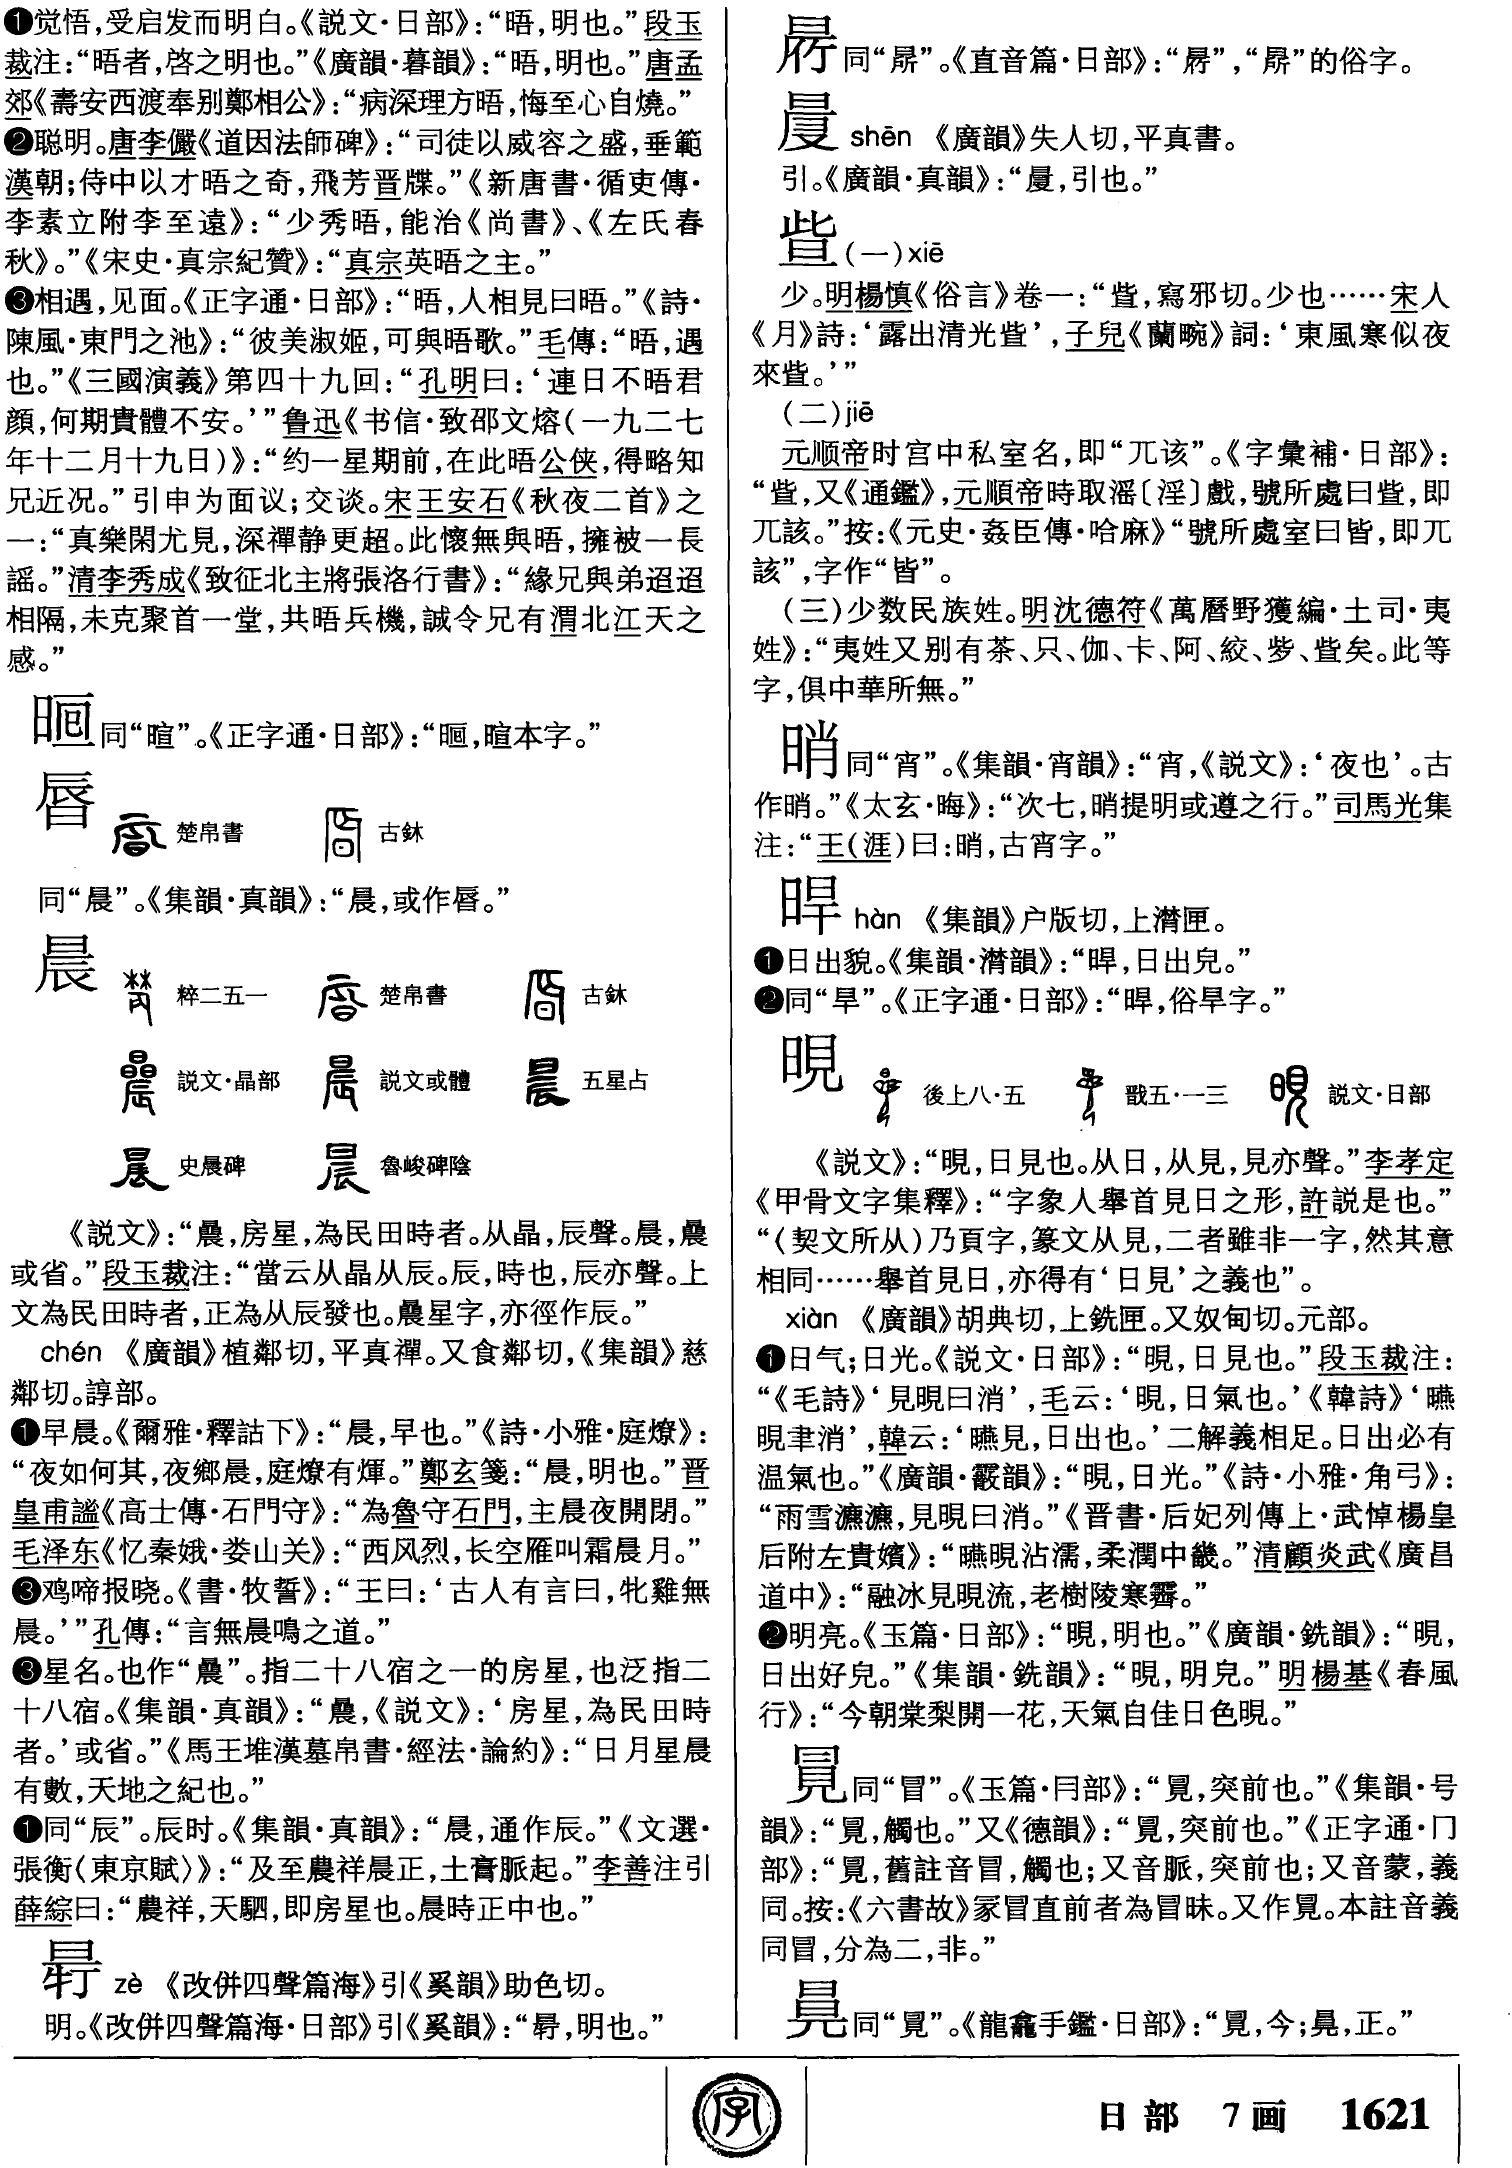 ❶觉悟,受启发而明白。《説文·日部》:“晤,明也。”段玉
裁注:“晤者,啓之明也。”《廣韻·暮韻》:“晤,明也。”唐孟
郊《壽安西渡奉别鄭相公》:“病深理方晤,悔至心自燒。”
❷聪明。唐李儼《道因法師碑》:“司徒以威容之盛,垂範
漢朝;侍中以才晤之奇,飛芳晋牒。”《新唐書·循吏傳·
李素立附李至遠》:“少秀晤,能治《尚書》、《左氏春
秋》。”《宋史·真宗紀贊》:“真宗英晤之主。”
❸相遇,见面。《正字通·日部》:“晤,人相見曰晤。”《詩·
陳風·東門之池》:“彼美淑姬,可與晤歌。”毛傳:“晤,遇
也。”《三國演義》第四十九回:“孔明曰:‘連日不晤君
顔,何期貴體不安。’”鲁迅《书信·致邵文熔(一九二七
年十二月十九日)》:“约一星期前,在此晤公侠,得略知
兄近况。”引申为面议;交谈。宋王安石《秋夜二首》之
一:“真樂閑尤見,深禪静更超。此懷無與晤,擁被一長
謡。”清李秀成《致征北主將張洛行書》:“緣兄與弟迢迢
相隔,未克聚首一堂,共晤兵機,誠令兄有渭北江天之
感。”
同“暄”。《正字通·日部》:“暄本字。”
脣 楚帛書 古鉥
同“晨”。《集韻·真韻》:“晨,或作。”
晨 粹二五一 楚帛書 古鉥
説文·晶部 説文或體 五星占
史晨碑 魯峻碑陰
《説文》:“曟,房星,為民田時者。从晶,辰聲。晨,曟
或省。”段玉裁注:“當云从晶从辰。辰,時也,辰亦聲。上
文為民田時者,正為从辰發也。曟星字,亦徑作辰。”
chén 《廣韻》植鄰切,平真禪。又食鄰切,《集韻》慈
鄰切。諄部。
❶早晨。《爾雅·釋詁下》:“晨,早也。”《詩·小雅·庭燎》:
“夜如何其,夜鄉晨,庭燎有煇。”鄭玄箋:“晨,明也。”晋
皇甫謐《高士傳·石門守》:“為魯守石門,主晨夜開閉。”
毛泽东《忆秦娥·娄山关》:“西风烈,长空雁叫霜晨月。”
❸鸡啼报晓。《書·牧誓》:“王曰:‘古人有言曰,牝雞無
晨。’”孔傳:“言無晨鳴之道。”
❸星名。也作“曟”。指二十八宿之一的房星,也泛指二
十八宿。《集韻·真韻》:“曟,《説文》:‘房星,為民田時
者。’或省。”《馬王堆漢墓帛書·經法·論約》:“日月星晨
有數,天地之紀也。”
❶同“辰”。辰时。《集韻·真韻》:“晨,通作辰。”《文選·
張衡〈東京賦〉》:“及至農祥晨正,土膏脈起。”李善注引
薛綜曰:“農祥,天駟,即房星也。晨時正中也。”
zè 《改併四聲篇海》引《奚韻》助色切。
明。《改併四聲篇海·日部》引《奚韻》:“明也。”
同“”。《直音篇·日部》:“”,“”的俗字。
shēn 《廣韻》失人切,平真書。
引。《廣韻·真韻》:“引也。”
㫮(一)xiē
少。明楊慎《俗言》卷一:“寫邪切。少也……宋人
《月》詩:‘露出清光’,子兒《蘭畹》詞:‘東風寒似夜
來。’”
(二)jiē
元顺帝时宫中私室名,即“兀该”。《字彙補·日部》:
“又《通鑑》,元順帝時取滛〔淫〕戲,號所處曰,即
兀該。”按:《元史·姦臣傳·哈麻》“號所處室曰皆,即兀
該”,字作“皆”。
(三)少数民族姓。明沈德符《萬曆野獲編·土司·夷
姓》:“夷姓又别有茶、只、伽、卡、阿、絞、矣。此等
字,俱中華所無。”
哨同“宵”。《集韻·宵韻》:“宵,《説文》:‘夜也’。古
作。”《太玄·晦》:“次七,提明或遵之行。”司馬光集
注:“王(涯)曰:古宵字。”
晘 hàn 《集韻》户版切,上潸匣。
❶日出貌。《集韻·潸韻》:“晘,日出皃。”
❷同“旱”。《正字通·日部》:“晘,俗旱字。”
晛 後上八·五 戩五·一三 説文·日部
《説文》:“晛,日見也。从日,从見,見亦聲。”李孝定
《甲骨文字集釋》:“字象人舉首見日之形,許説是也。”
“(契文所从)乃頁字,篆文从見,二者雖非一字,然其意
相同……舉首見日,亦得有‘日見’之義也”。
xiàn 《廣韻》胡典切,上銑匣。又奴甸切。元部。
❶日气;日光。《説文·日部》:“晛,日見也。”段玉裁注:
“《毛詩》‘見晛曰消’,毛云:‘晛,日氣也。’《韓詩》‘曣
晛聿消’,韓云:‘曣見,日出也。’二解義相足。日出必有
温氣也。”《廣韻·霰韻》:“晛,日光。”《詩·小雅·角弓》:
“雨雪瀌瀌,見晛曰消。”《晋書·后妃列傳上·武悼楊皇
后附左貴嬪》:“曣晛沾濡,柔潤中畿。”清顧炎武《廣昌
道中》:“融冰見晛流,老樹陵寒霽。”
❷明亮。《玉篇·日部》:“晛,明也。”《廣韻·銑韻》:“晛,
日出好皃。”《集韻·銑韻》:“晛,明皃。”明楊基《春風
行》:“今朝棠梨開一花,天氣自佳日色晛。”
同“冒”。《玉篇·冃部》:“突前也。”《集韻·号
韻》:“觸也。”又《德韻》:“突前也。”《正字通·冂
部》:“舊註音冒,觸也;又音脈,突前也;又音蒙,義
同。按:《六書故》冡冒直前者為冒昧。又作。本註音義
同冒,分為二,非。”
同“”。《龍龕手鑑·日部》:“今;正。”
字
日部 7画 1621